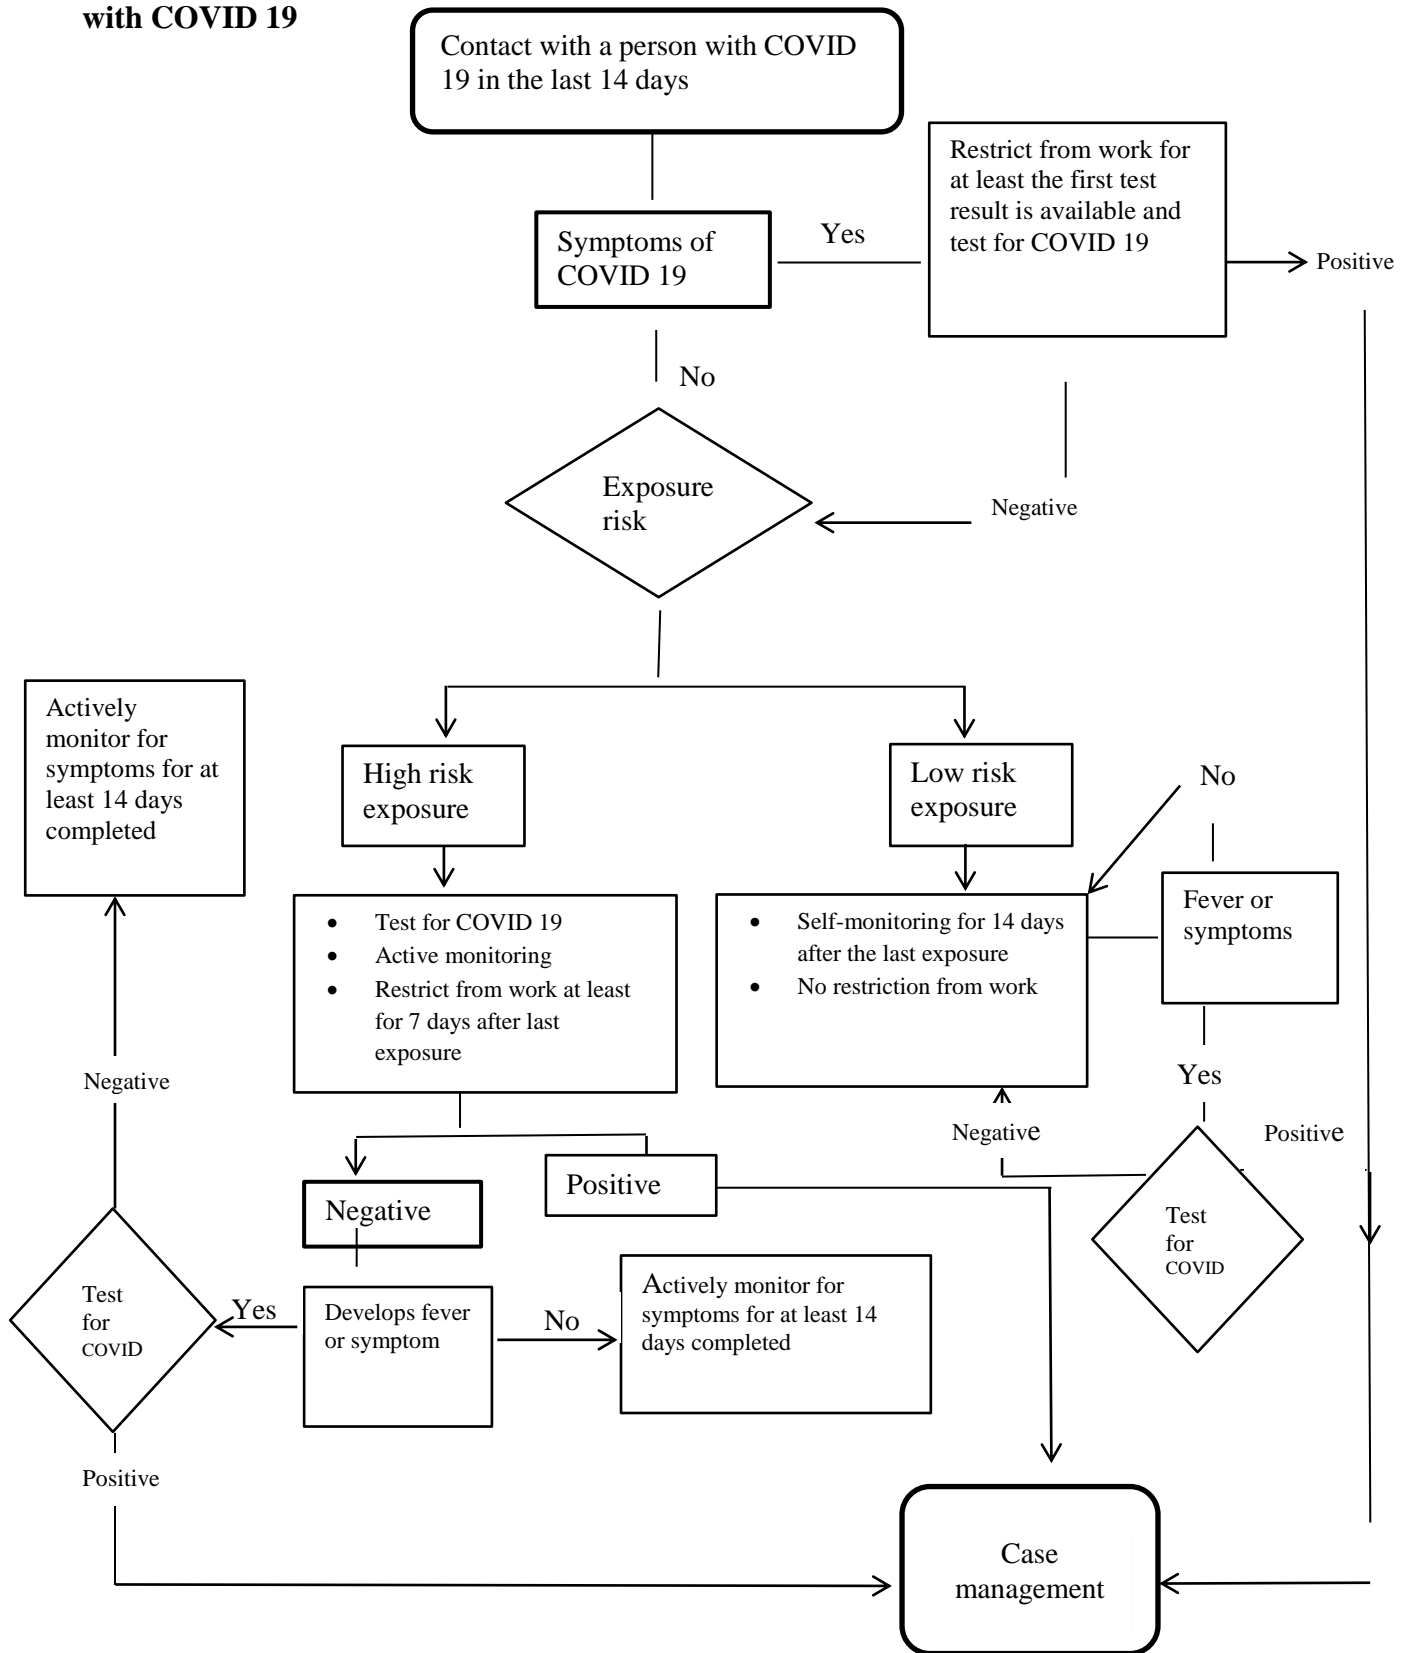 with COVID 19
Contact with a person with COVID
19 in the last 14 days
Restrict from work for
at least the first test
result is available and
test for COVID 19
Symptoms of
COVID 19
Yes
Positive
No
Exposure
risk
Negative
Actively
monitor for
symptoms for at
least 14 days
completed
High risk
exposure
Low risk
exposure
No
• Test for COVID 19
• Active monitoring
• Restrict from work at least
for 7 days after last
exposure
• Self-monitoring for 14 days
after the last exposure
• No restriction from work
Fever or
symptoms
Negative
Yes
Negative
Positive
Positive
Negative
Test
for
COVID
Test
for
COVID
Yes
Develops fever
or symptom
No
Actively monitor for
symptoms for at least 14
days completed
Positive
Case
management